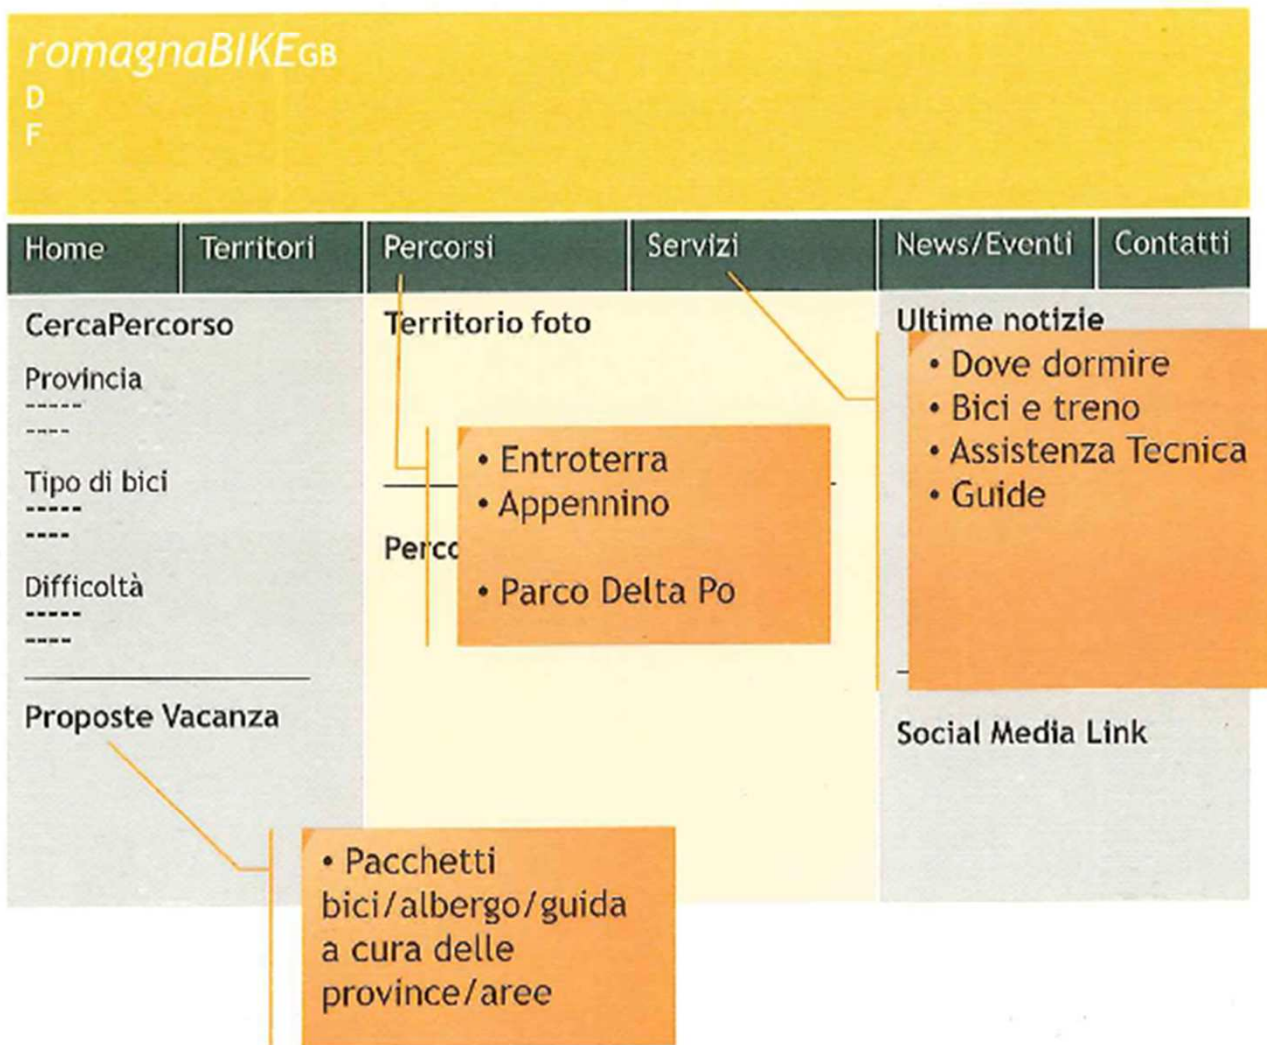 romagnaBIKEGB
D
F
Home
Territori
Percorsi
Servizi
News/Eventi
Contatti
CercaPercorso
Provincia
-----
----
Tipo di bici
-----
----
Difficoltà
-----
----
Proposte Vacanza
• Pacchetti
bici/albergo/guida
a cura delle
province/aree
Territorio foto
• Entroterra
• Appennino
• Parco Delta Po
Ultime notizie
• Dove dormire
• Bici e treno
• Assistenza Tecnica
• Guide
Social Media Link